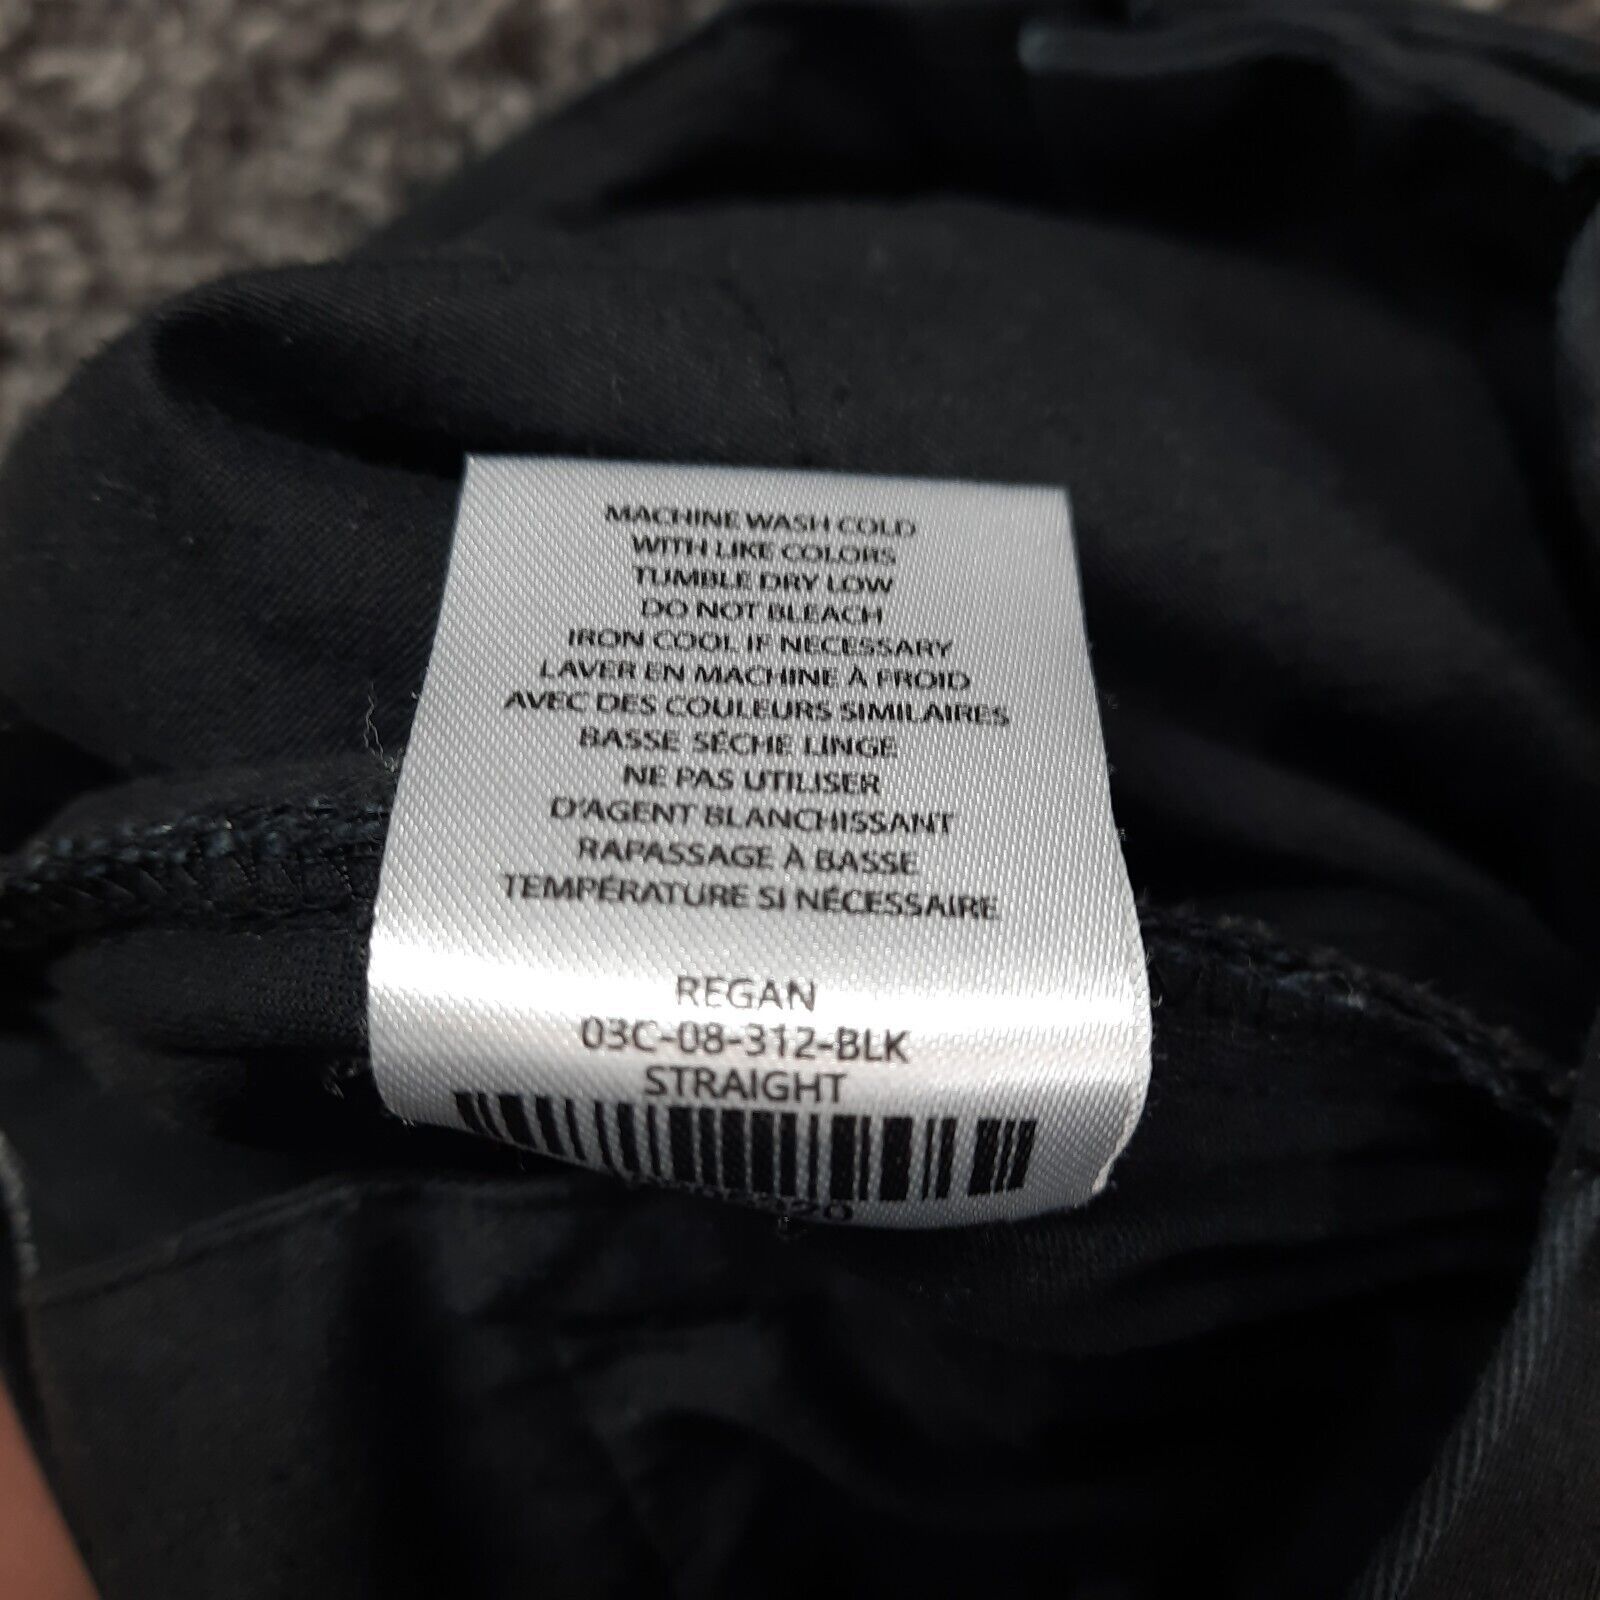 MACHINE WASH COLD
WITH LIKE COLORS
TUMBLE DRY LOW
DO NOT BLEACH
IRON COOL IF NECESSARY
LAVER EN MACHINE À FROID
AVEC DES COULEURS SIMILAIRES
BASSE SÉCHE LINGE
NE PAS UTILISER
D'AGENT BLANCHISSANT
RAPASSAGE À BASSE
TEMPÉRATURE SI NÉCESSAIRE
REGAN
03C-08-312-BLK
STRAIGHT